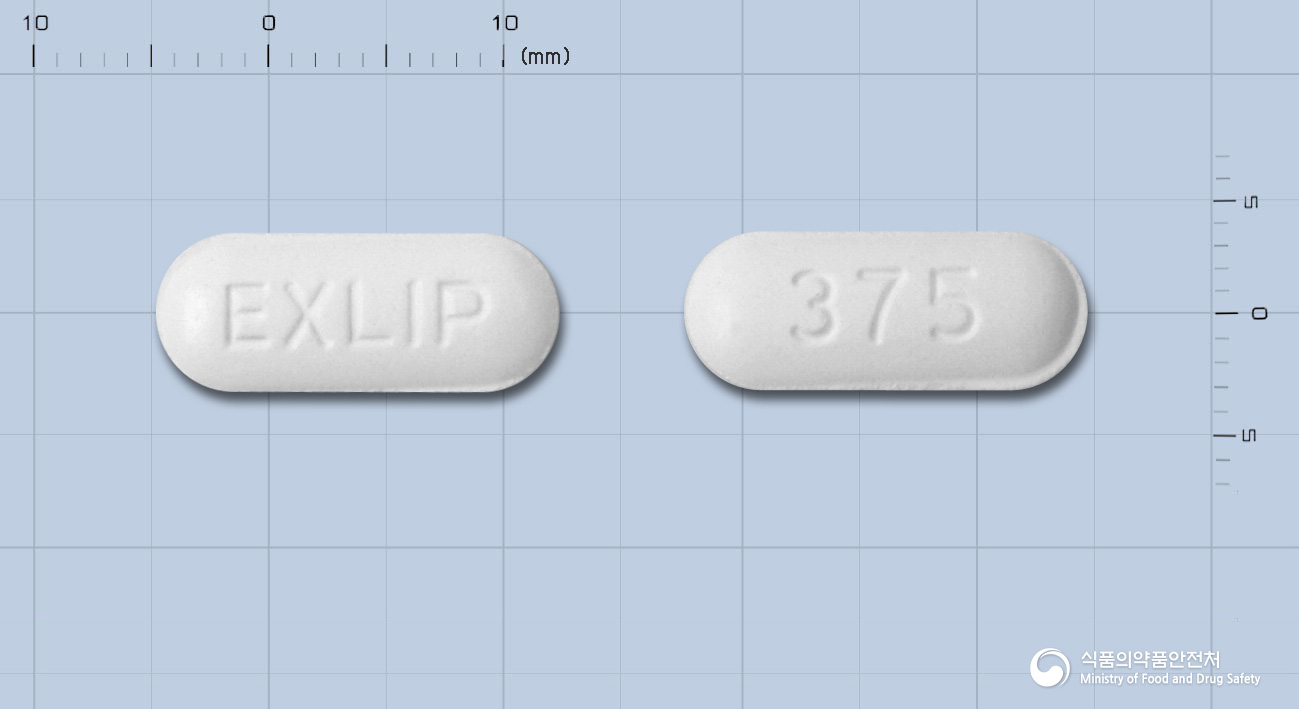 10 0 10 (mm)
5
0
5
EXLIP
375
식품의약품안전처
Ministry of Food and Drug Safety